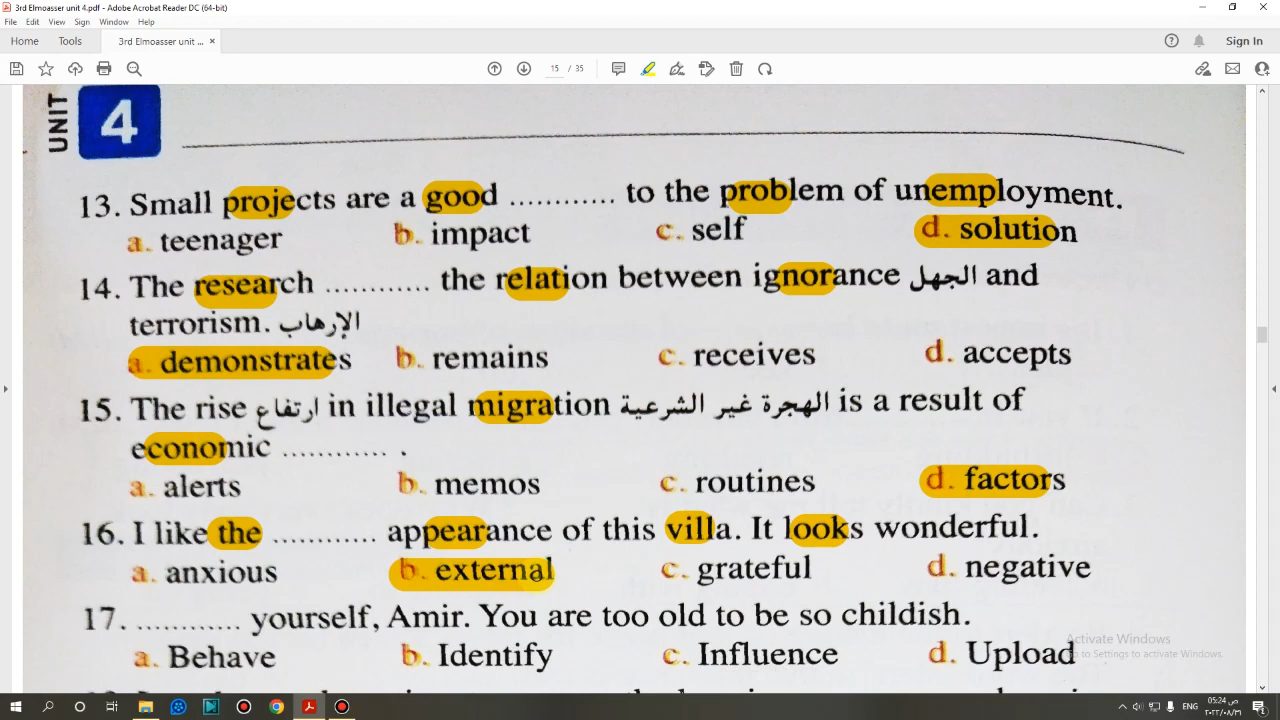 3rd Elmoasser unit 4.pdf - Adobe Acrobat Reader DC (64-bit)
File Edit View Sign Window Help
Home Tools 3rd Elmoasser unit ... × Sign In
15 / 35
UNIT 4
13. Small projects are a good ............ to the problem of unemployment.
a. teenager b. impact c. self d. solution
14. The research ............ the relation between ignorance الجهل and
terrorism. الإرهاب
a. demonstrates b. remains c. receives d. accepts
15. The rise ارتفاع in illegal migration الهجرة غير الشرعية is a result of
economic ............ .
a. alerts b. memos c. routines d. factors
16. I like the ............ appearance of this villa. It looks wonderful.
a. anxious b. external c. grateful d. negative
17. ............ yourself, Amir. You are too old to be so childish.
a. Behave b. Identify c. Influence d. Upload
Activate Windows
Go to Settings to activate Windows.
ENG 05:24 ص
٢٠٢٢/٠٨/٣١